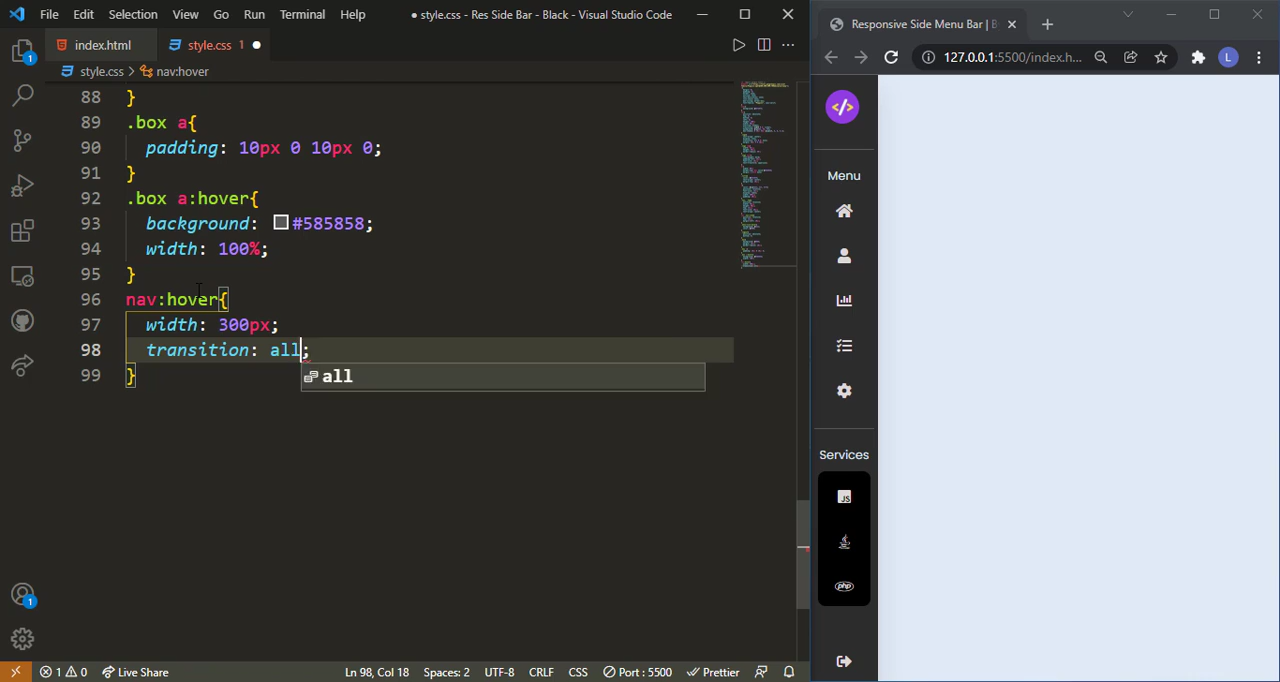 File Edit Selection View Go Run Terminal Help ● style.css - Res Side Bar - Black - Visual Studio Code
index.html style.css 1 ●
style.css > nav:hover
88 }
89 .box a{
90 padding: 10px 0 10px 0;
91 }
92 .box a:hover{
93 background: #585858;
94 width: 100%;
95 }
96 nav:hover{
97 width: 300px;
98 transition: all;
99 }
all
1
1
1 0 Live Share Ln 98, Col 18 Spaces: 2 UTF-8 CRLF CSS Port : 5500 Prettier
Responsive Side Menu Bar |
127.0.0.1:5500/index.h... L
</>
Menu
Services
JS
php